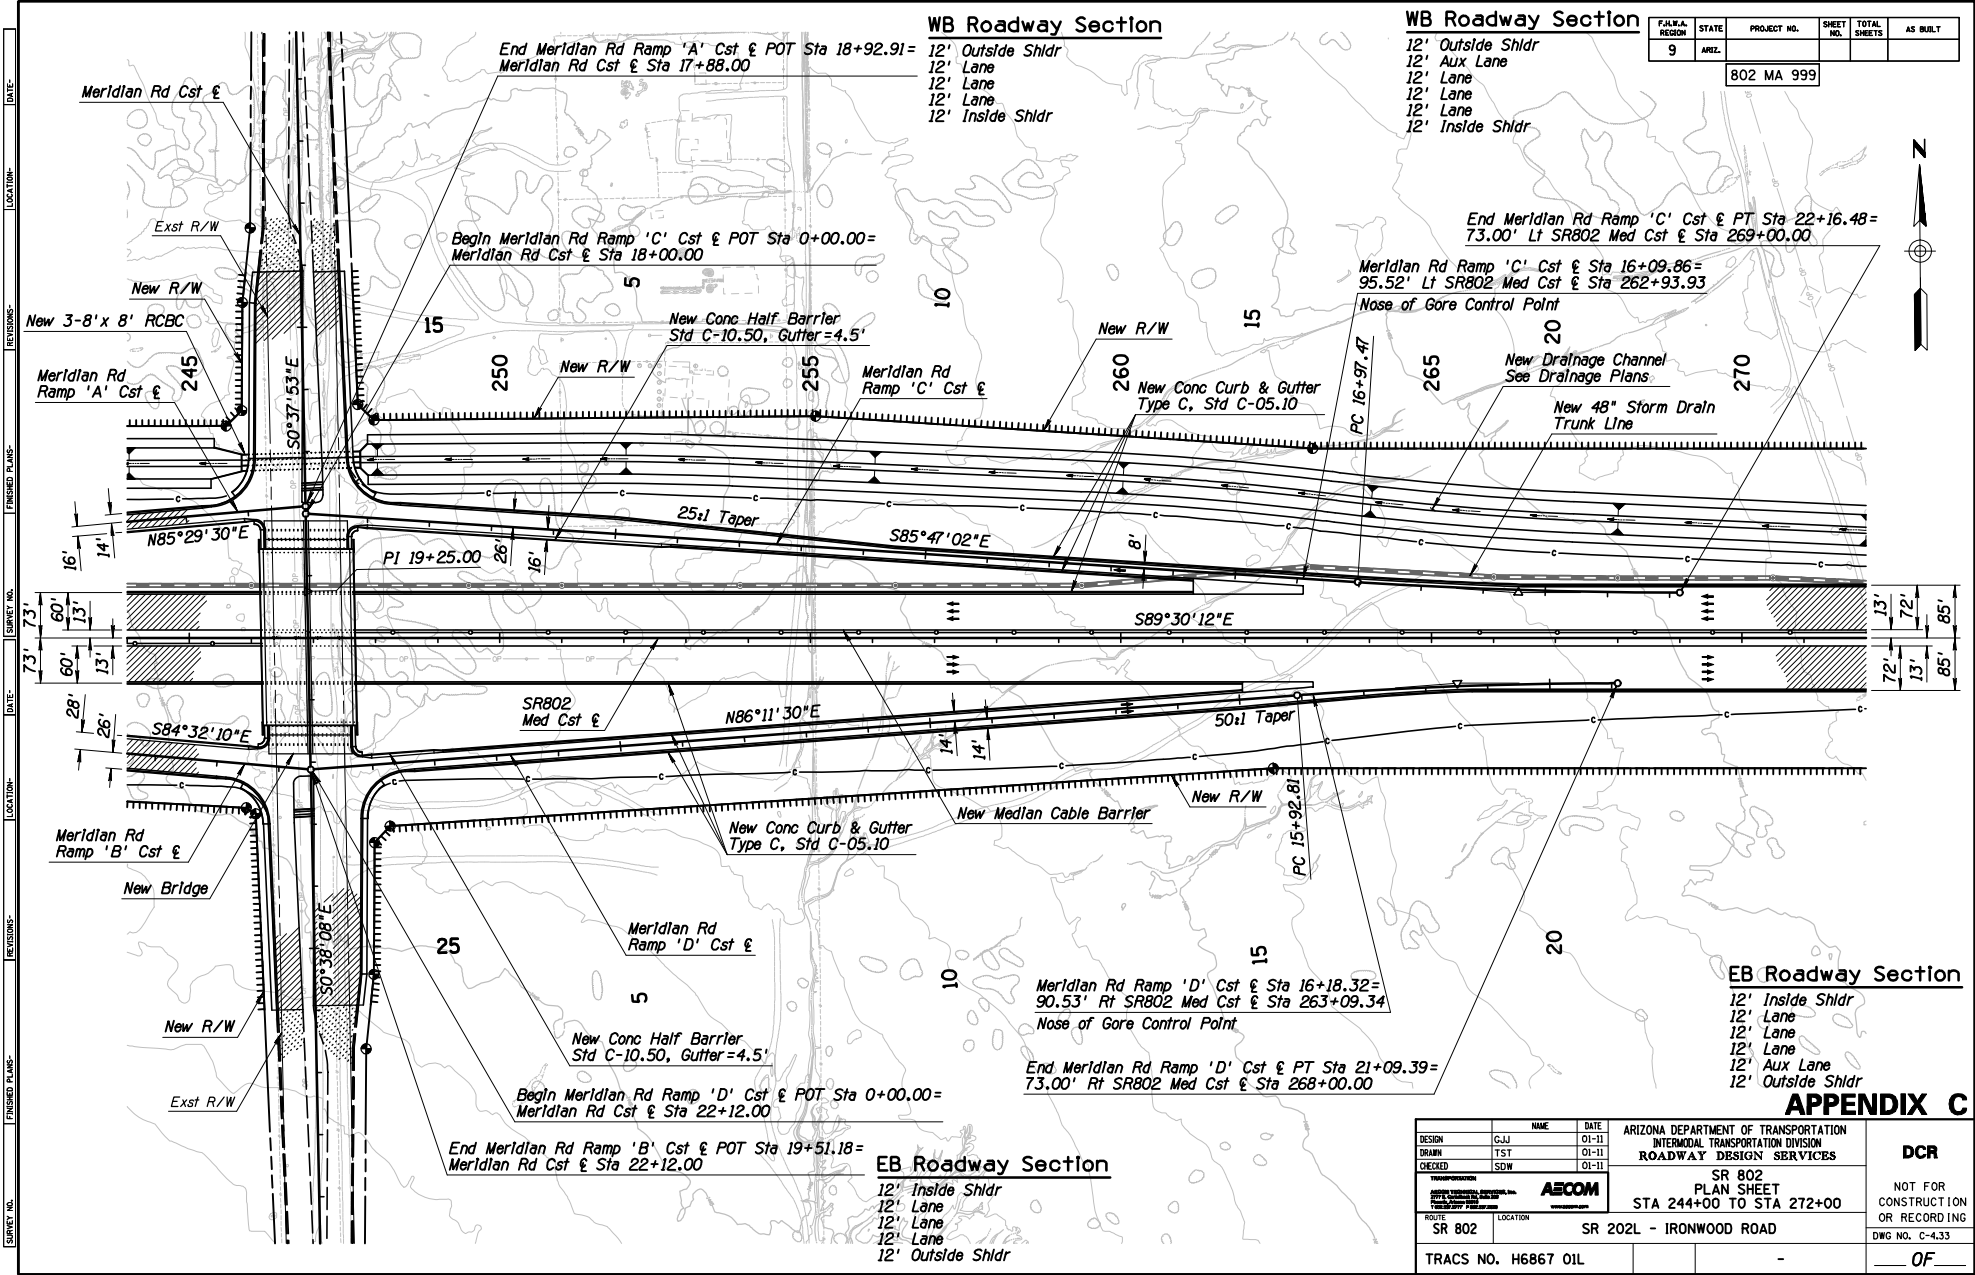 WB Roadway Section
12' Outside Shldr
12' Lane
12' Lane
12' Lane
12' Inside Shldr
WB Roadway Section
12' Outside Shldr
12' Aux Lane
12' Lane
12' Lane
12' Lane
12' Inside Shldr
F.H.W.A. REGION
STATE
PROJECT NO.
SHEET NO.
TOTAL SHEETS
AS BUILT
9
ARIZ.
802 MA 999
N
End Meridian Rd Ramp 'A' Cst ℄ POT Sta 18+92.91=
Meridian Rd Cst ℄ Sta 17+88.00
Meridian Rd Cst ℄
Exst R/W
Begin Meridian Rd Ramp 'C' Cst ℄ POT Sta 0+00.00=
Meridian Rd Cst ℄ Sta 18+00.00
End Meridian Rd Ramp 'C' Cst ℄ PT Sta 22+16.48=
73.00' Lt SR802 Med Cst ℄ Sta 269+00.00
Meridian Rd Ramp 'C' Cst ℄ Sta 16+09.86=
95.52' Lt SR802 Med Cst ℄ Sta 262+93.93
Nose of Gore Control Point
New R/W
New 3-8'x 8' RCBC
Meridian Rd
Ramp 'A' Cst ℄
New Conc Half Barrier
Std C-10.50, Gutter=4.5'
New R/W
New R/W
Meridian Rd
Ramp 'C' Cst ℄
New Conc Curb & Gutter
Type C, Std C-05.10
New Drainage Channel
See Drainage Plans
New 48" Storm Drain
Trunk Line
15
5
10
15
20
245
250
255
260
265
270
S0°37'53"E
PC 16+97.47
25:1 Taper
S85°47'02"E
N85°29'30"E
PI 19+25.00
16'
14'
26'
16'
8'
S89°30'12"E
73'
60'
13'
73'
60'
13'
13'
72'
85'
72'
13'
85'
28'
26'
S84°32'10"E
SR802
Med Cst ℄
N86°11'30"E
14'
14'
50:1 Taper
PC 15+92.81
New R/W
New Median Cable Barrier
New Conc Curb & Gutter
Type C, Std C-05.10
Meridian Rd
Ramp 'B' Cst ℄
New Bridge
S0°38'08"E
25
5
10
15
20
Meridian Rd
Ramp 'D' Cst ℄
New R/W
Exst R/W
New Conc Half Barrier
Std C-10.50, Gutter=4.5'
Begin Meridian Rd Ramp 'D' Cst ℄ POT Sta 0+00.00=
Meridian Rd Cst ℄ Sta 22+12.00
End Meridian Rd Ramp 'B' Cst ℄ POT Sta 19+51.18=
Meridian Rd Cst ℄ Sta 22+12.00
Meridian Rd Ramp 'D' Cst ℄ Sta 16+18.32=
90.53' Rt SR802 Med Cst ℄ Sta 263+09.34
Nose of Gore Control Point
End Meridian Rd Ramp 'D' Cst ℄ PT Sta 21+09.39=
73.00' Rt SR802 Med Cst ℄ Sta 268+00.00
EB Roadway Section
12' Inside Shldr
12' Lane
12' Lane
12' Lane
12' Outside Shldr
EB Roadway Section
12' Inside Shldr
12' Lane
12' Lane
12' Lane
12' Aux Lane
12' Outside Shldr
APPENDIX C
NAME
DATE
DESIGN GJJ 01-11
DRAWN TST 01-11
CHECKED SDW 01-11
AECOM
ARIZONA DEPARTMENT OF TRANSPORTATION
INTERMODAL TRANSPORTATION DIVISION
ROADWAY DESIGN SERVICES
SR 802
PLAN SHEET
STA 244+00 TO STA 272+00
DCR
NOT FOR
CONSTRUCTION
OR RECORDING
DWG NO. C-4.33
ROUTE
SR 802
LOCATION
SR 202L - IRONWOOD ROAD
TRACS NO. H6867 01L
-
OF
DATE-
LOCATION-
REVISIONS-
FINISHED PLANS-
SURVEY NO.
DATE-
LOCATION-
REVISIONS-
FINISHED PLANS-
SURVEY NO.